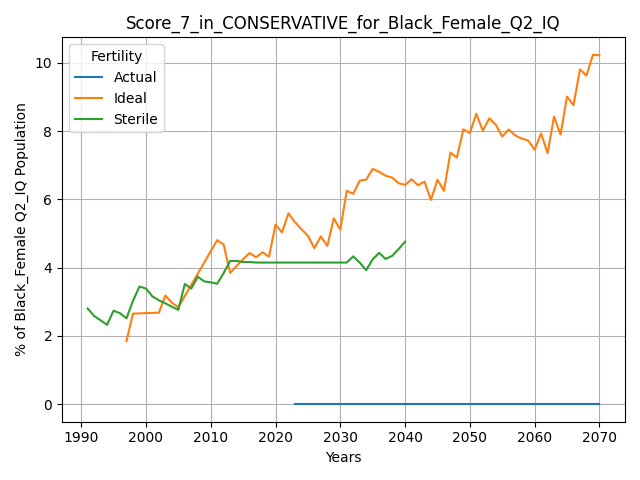 Score_7_in_CONSERVATIVE_for_Black_Female_Q2_IQ
Fertility
Actual
Ideal
Sterile
% of Black_Female Q2_IQ Population
10
8
6
4
2
0
1990 2000 2010 2020 2030 2040 2050 2060 2070
Years